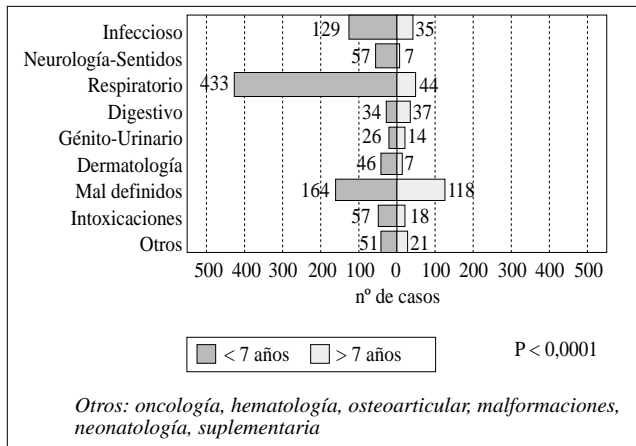 Infeccioso 129 35
Neurología-Sentidos 57 7
Respiratorio 433 44
Digestivo 34 37
Génito-Urinario 26 14
Dermatología 46 7
Mal definidos 164 118
Intoxicaciones 57 18
Otros 51 21
500 400 300 200 100 0 100 200 300 400 500
nº de casos
< 7 años > 7 años P < 0,0001
Otros: oncología, hematología, osteoarticular, malformaciones,
neonatología, suplementaria